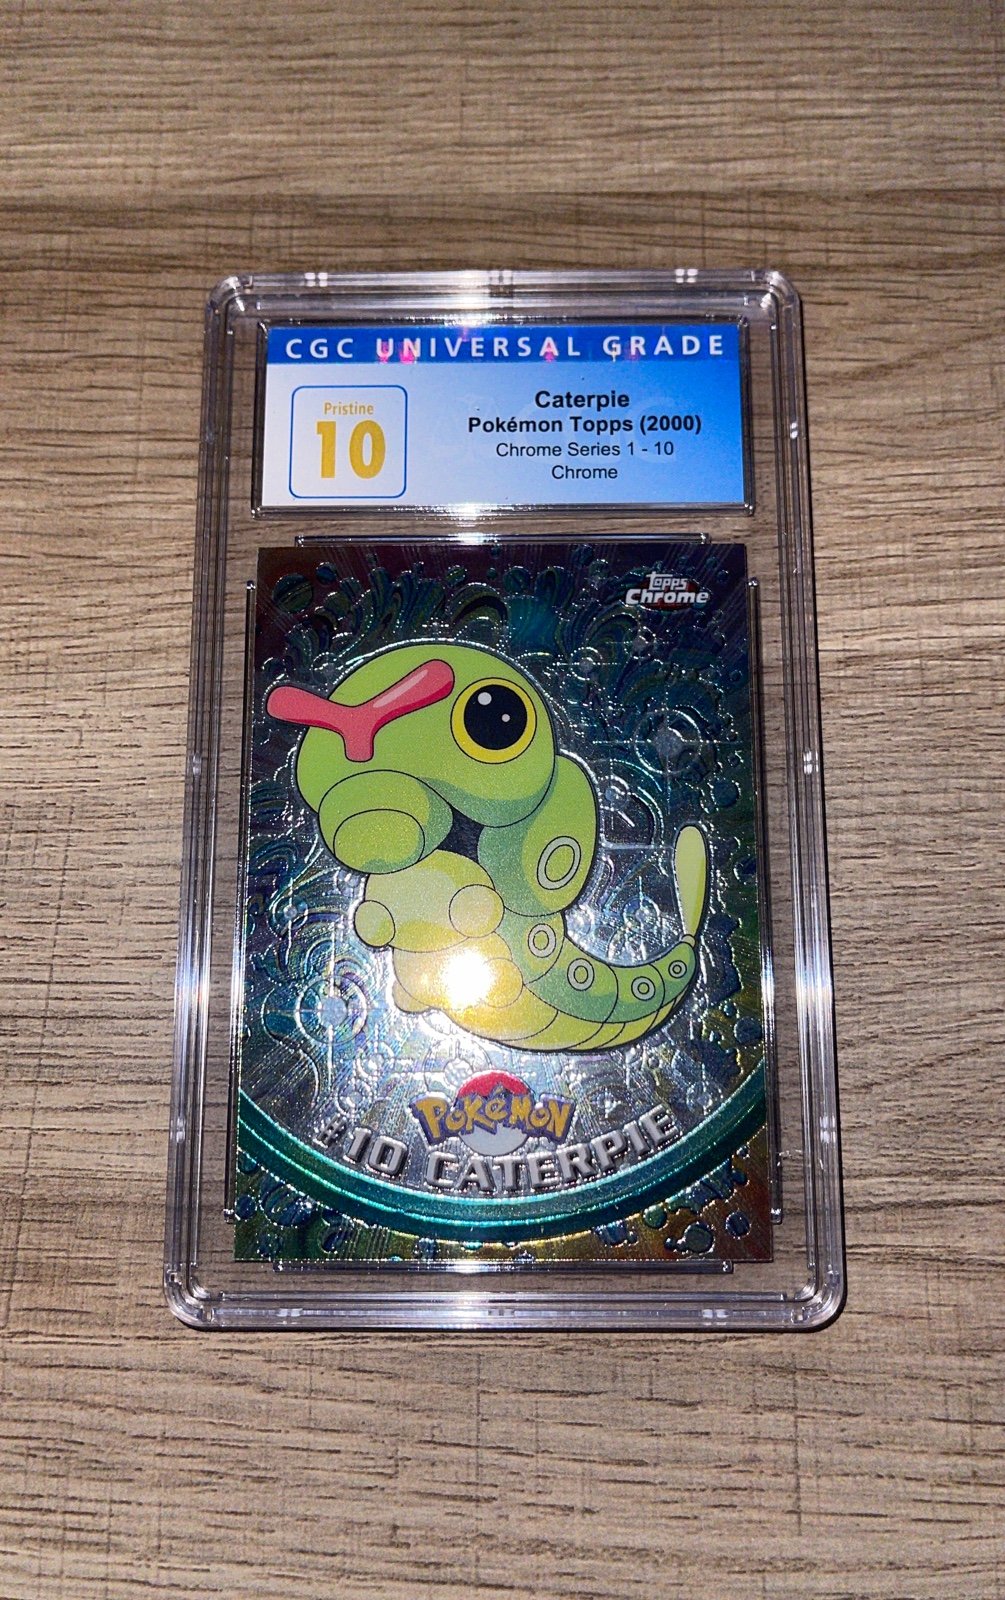 CGC UNIVERSAL GRADE
Pristine
10
Caterpie
Pokémon Topps (2000)
Chrome Series 1 - 10
Chrome
topps
Chrome
POKéMON
#10 CATERPIE